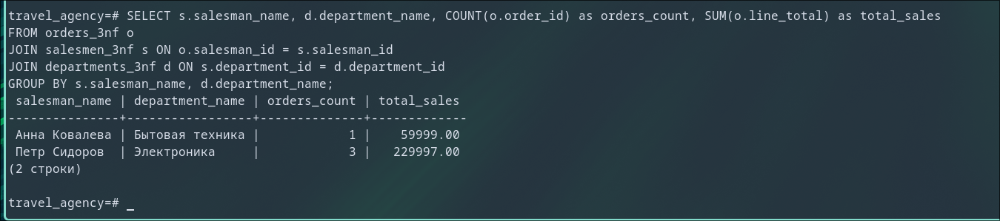 travel_agency=# SELECT s.salesman_name, d.department_name, COUNT(o.order_id) as orders_count, SUM(o.line_total) as total_sales
FROM orders_3nf o
JOIN salesmen_3nf s ON o.salesman_id = s.salesman_id
JOIN departments_3nf d ON s.department_id = d.department_id
GROUP BY s.salesman_name, d.department_name;
 salesman_name | department_name | orders_count | total_sales
---------------+-----------------+--------------+-------------
 Анна Ковалева | Бытовая техника |            1 |    59999.00
 Петр Сидоров  | Электроника     |            3 |   229997.00
(2 строки)

travel_agency=# _